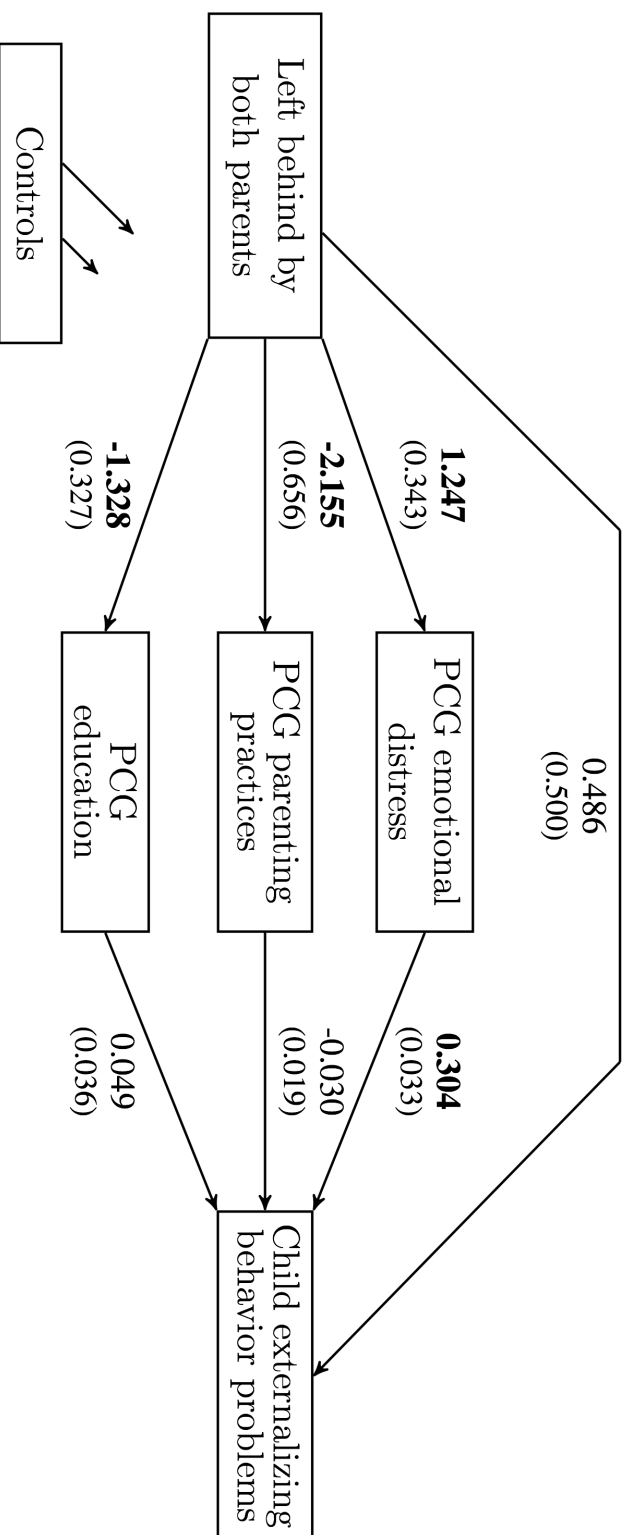 0.486
(0.500)
1.247
(0.343)
0.304
(0.033)
PCG emotional
distress
Left behind by
both parents
-2.155
(0.656)
PCG parenting
practices
-0.030
(0.019)
Child externalizing
behavior problems
-1.328
(0.327)
PCG
education
0.049
(0.036)
Controls